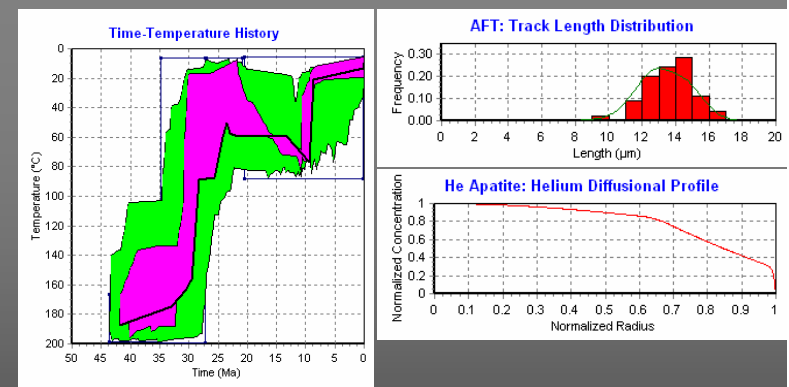 Time-Temperature History
Temperature (°C)
0
20
40
60
80
100
120
140
160
180
200
50 45 40 35 30 25 20 15 10 5 0
Time (Ma)
AFT: Track Length Distribution
Frequency
0.30
0.20
0.10
0.00
0 2 4 6 8 10 12 14 16 18 20
Length (µm)
He Apatite: Helium Diffusional Profile
Normalized Concentration
1
0.8
0.6
0.4
0.2
0
0 0.1 0.2 0.3 0.4 0.5 0.6 0.7 0.8 0.9 1
Normalized Radius